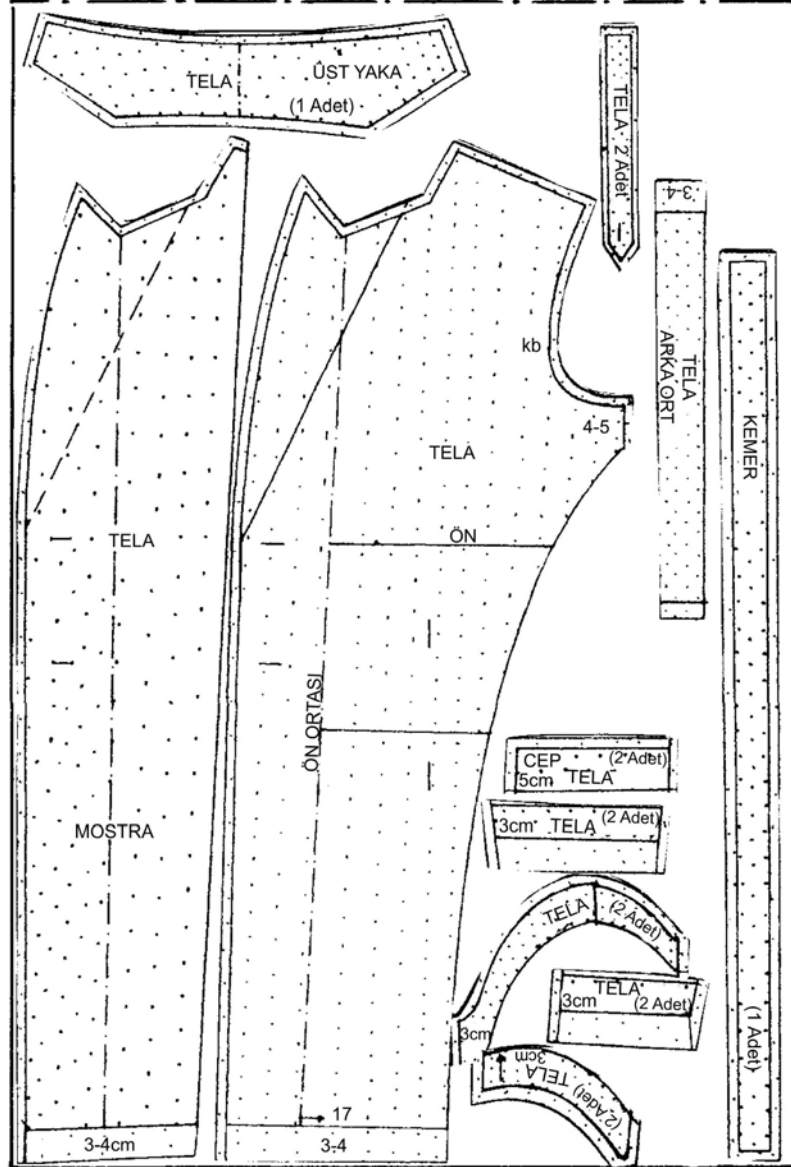 TELA
ÜST YAKA
(1 Adet)
TELA 2 Adet
3-4
TELA
ARKA ORT
KEMER
(1 Adet)
kb
4-5
TELA
ÖN
ÖN ORTASI
17
3-4
TELA
MOSTRA
3-4cm
CEP
(2 Adet)
5cm
TELA
3cm TELA (2 Adet)
TELA
(2 Adet)
3cm
TELA
3cm (2 Adet)
3cm
TELA
(2 Adet)